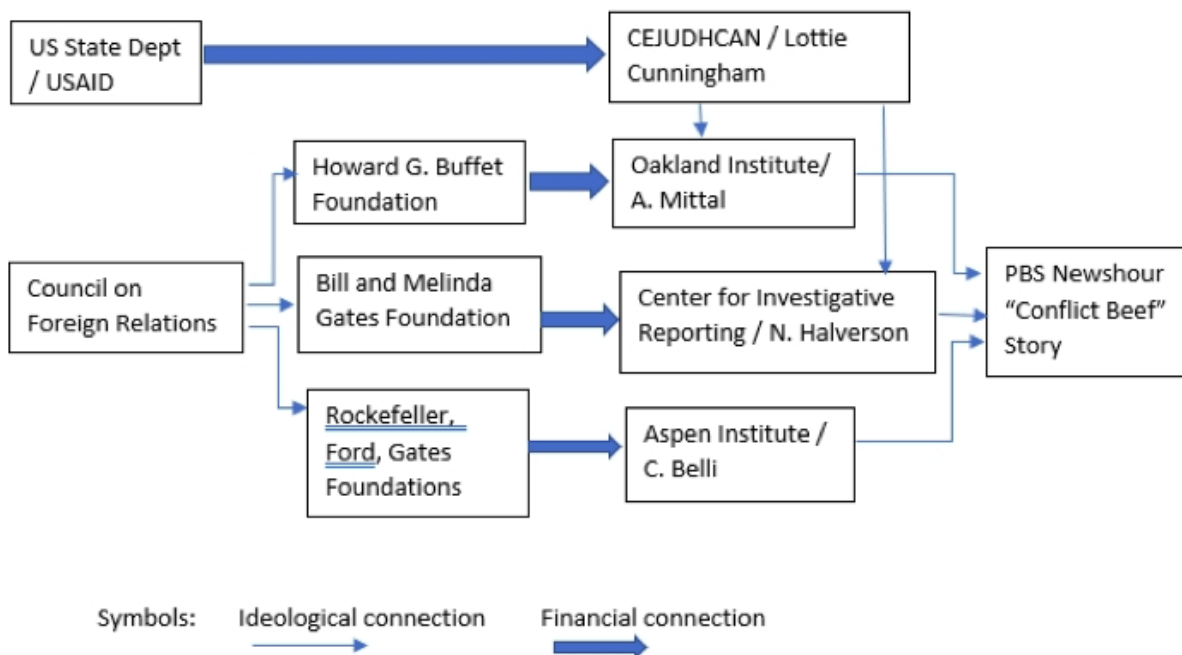 US State Dept
/ USAID
CEJUDHCAN / Lottie
Cunningham
Howard G. Buffet
Foundation
Oakland Institute/
A. Mittal
Council on
Foreign Relations
Bill and Melinda
Gates Foundation
Center for Investigative
Reporting / N. Halverson
PBS Newshour
“Conflict Beef”
Story
Rockefeller,
Ford, Gates
Foundations
Aspen Institute /
C. Belli
Symbols: Ideological connection Financial connection